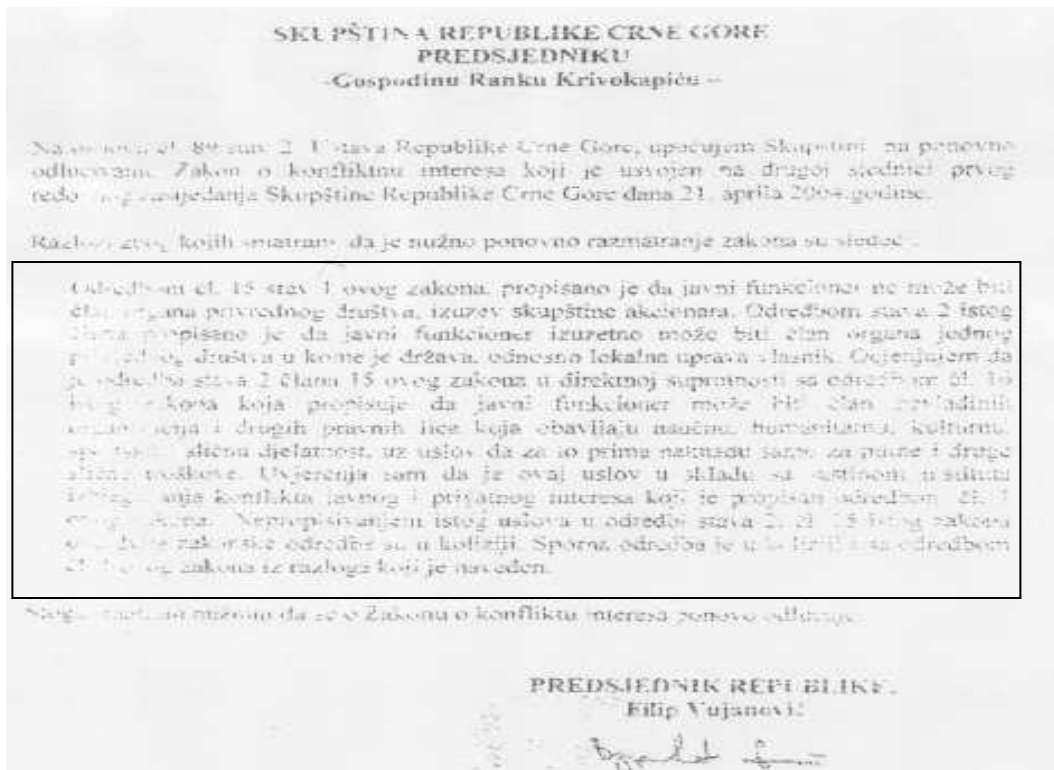 SKUPŠTINA REPUBLIKE CRNE GORE
PREDSJEDNIKU
-Gospodinu Ranku Krivokapiću –
Na osnovu čl. 89 stav 2 Ustava Republike Crne Gore, upućujem Skupštini na ponovno
odlučivanje Zakon o konfliktu interesa koji je usvojen na drugoj sjednici prvog
redovnog zasijedanja Skupštine Republike Crne Gore dana 21. aprila 2004.godine.
Razlozi zbog kojih smatram da je nužno ponovno razmatranje zakona su sledeći:
Odredbom čl. 15 stav 1 ovog zakona, propisano je da javni funkcioner ne može biti
član organa privrednog društva, izuzev skupštine akcionara. Odredbom stava 2 istog
člana propisano je da javni funkcioner izuzetno može biti član organa jednog
privrednog društva u kome je država, odnosno lokalna uprava vlasnik. Ocjenjujem da
je odredba stava 2 člana 15 ovog zakona u direktnoj suprotnosti sa odredbom čl. 16
istog zakona koja propisuje da javni funkcioner može biti član nevladinih
organizacija i drugih pravnih lica koja obavljaju naučnu, humanitarnu, kulturnu,
sportsku i sličnu djelatnost, uz uslov da za to prima naknadu samo za putne i druge
slične troškove. Uvjerenja sam da je ovaj uslov u skladu sa suštinom instituta
konflikta javnog i privatnog interesa koji je propisan odredbom čl. 1
ovog zakona. Nepropisivanjem istog uslova u odredbi stava 2. čl. 15 istog zakona
ove dvije zakonske odredbe su u koliziji. Sporna odredba je u koliziji sa odredbom
ovog zakona iz razloga koji je naveden.
Stoga smatram nužnim da se o Zakonu o konfliktu interesa ponovo odlučuje.
PREDSJEDNIK REPUBLIKE,
Filip Vujanović